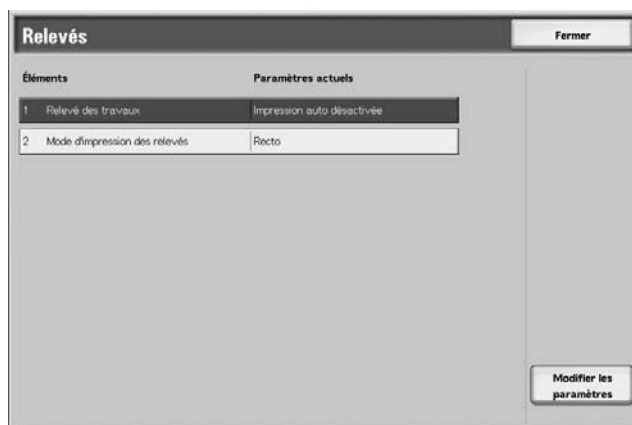 Relevés
Fermer
Éléments
Paramètres actuels
1 Relevé des travaux Impression auto désactivée
2 Mode d'impression des relevés Recto
Modifier les
paramètres